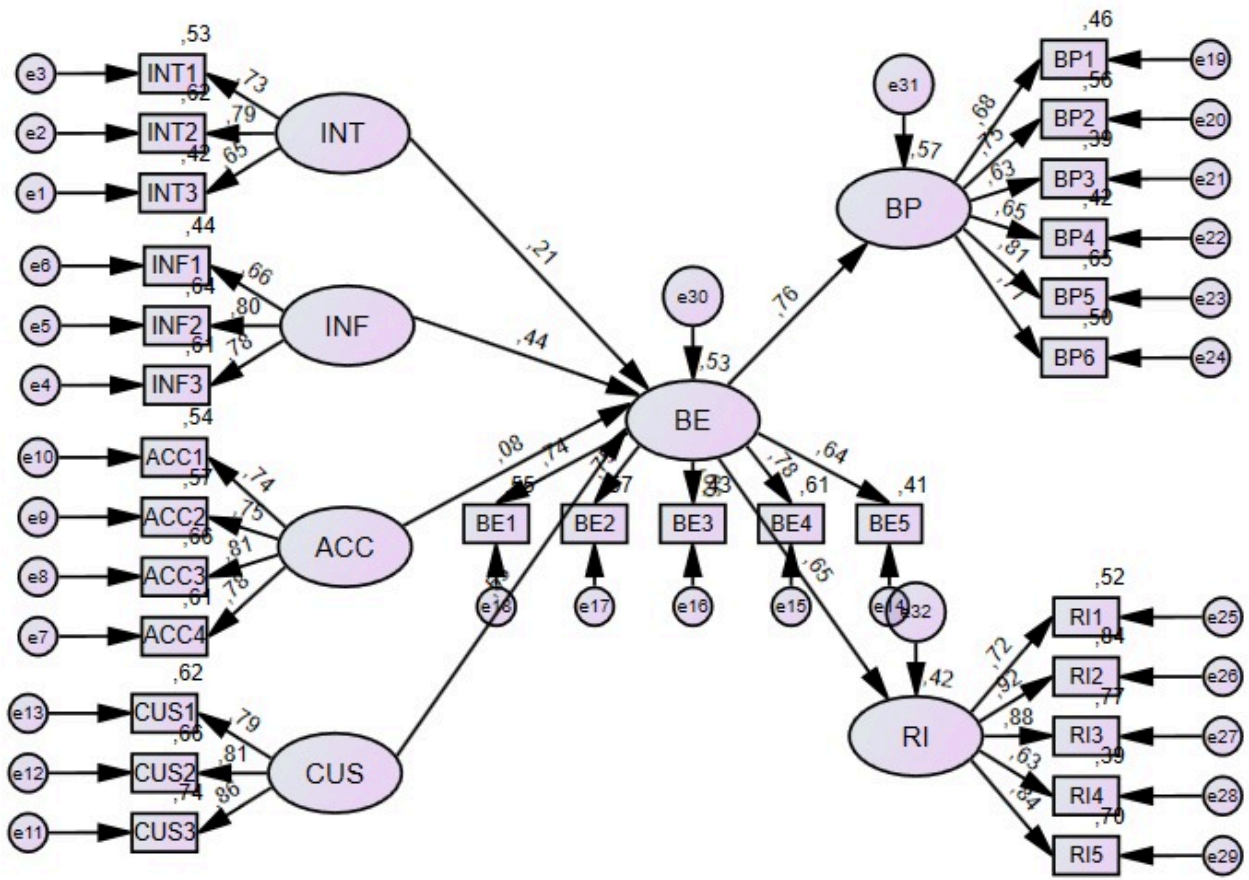 ,53
e3 INT1 ,73
,62
e2 INT2 ,79 INT
,42
e1 INT3 ,65
,44
e6 INF1 ,66
,64
e5 INF2 ,80 INF
,61
e4 INF3 ,78
,54
e10 ACC1 ,74
,57
e9 ACC2 ,75 ACC
,66
e8 ACC3 ,81
,61
e7 ACC4 ,78
,62
e13 CUS1 ,79
,66
e12 CUS2 ,81 CUS
,74
e11 CUS3 ,86
,21
,44
,08
e30
,53
BE
,74 ,78 ,64
,55 ,57 ,43 ,61 ,41
BE1 BE2 BE3 BE4 BE5
e18 e17 e16 e15 e14
,76
,65
e31
,57
BP
,46
,68 BP1 e19
,56
,75 BP2 e20
,39
,63 BP3 e21
,42
,65 BP4 e22
,65
,81 BP5 e23
,50
BP6 e24
e32
,42
RI
,52
,72 RI1 e25
,84
,92 RI2 e26
,77
,88 RI3 e27
,39
,63 RI4 e28
,70
,84 RI5 e29